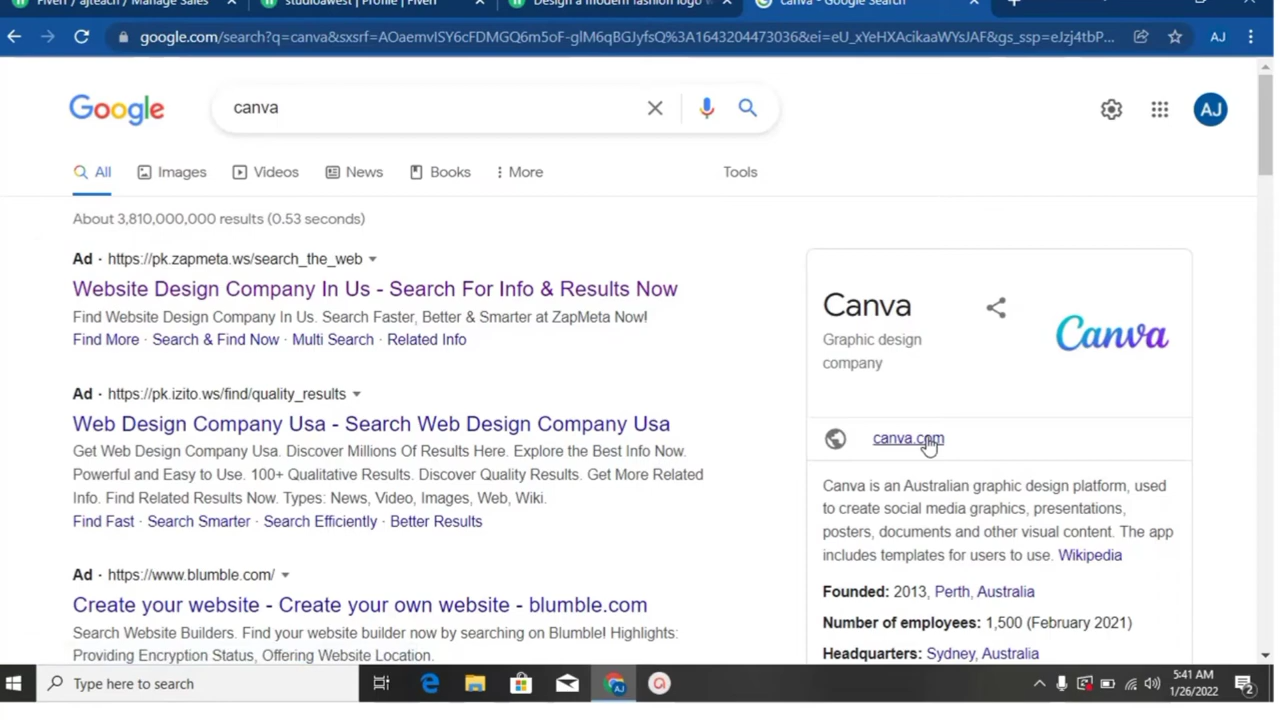 Fiverr / ajteach / Manage Sales
studioawest | Profile | Fiverr
Design a modern fashion logo
canva - Google Search
google.com/search?q=canva&sxsrf=AOaemvISY6cFDMGQ6m5oF-glM6qBGJyfsQ%3A1643204473036&ei=eU_xYeHXAcikaaWYsJAF&gs_ssp=eJzj4tbP...
AJ
Google
canva
AJ
All
Images
Videos
News
Books
More
Tools
About 3,810,000,000 results (0.53 seconds)
Ad · https://pk.zapmeta.ws/search_the_web
Website Design Company In Us - Search For Info & Results Now
Find Website Design Company In Us. Search Faster, Better & Smarter at ZapMeta Now!
Find More · Search & Find Now · Multi Search · Related Info
Ad · https://pk.izito.ws/find/quality_results
Web Design Company Usa - Search Web Design Company Usa
Get Web Design Company Usa. Discover Millions Of Results Here. Explore the Best Info Now.
Powerful and Easy to Use. 100+ Qualitative Results. Discover Quality Results. Get More Related
Info. Find Related Results Now. Types: News, Video, Images, Web, Wiki.
Find Fast · Search Smarter · Search Efficiently · Better Results
Ad · https://www.blumble.com/
Create your website - Create your own website - blumble.com
Search Website Builders. Find your website builder now by searching on Blumble! Highlights:
Providing Encryption Status, Offering Website Location.
Canva
Graphic design
company
Canva
canva.com
Canva is an Australian graphic design platform, used
to create social media graphics, presentations,
posters, documents and other visual content. The app
includes templates for users to use. Wikipedia
Founded: 2013, Perth, Australia
Number of employees: 1,500 (February 2021)
Headquarters: Sydney, Australia
Type here to search
AJ
5:41 AM
1/26/2022
2